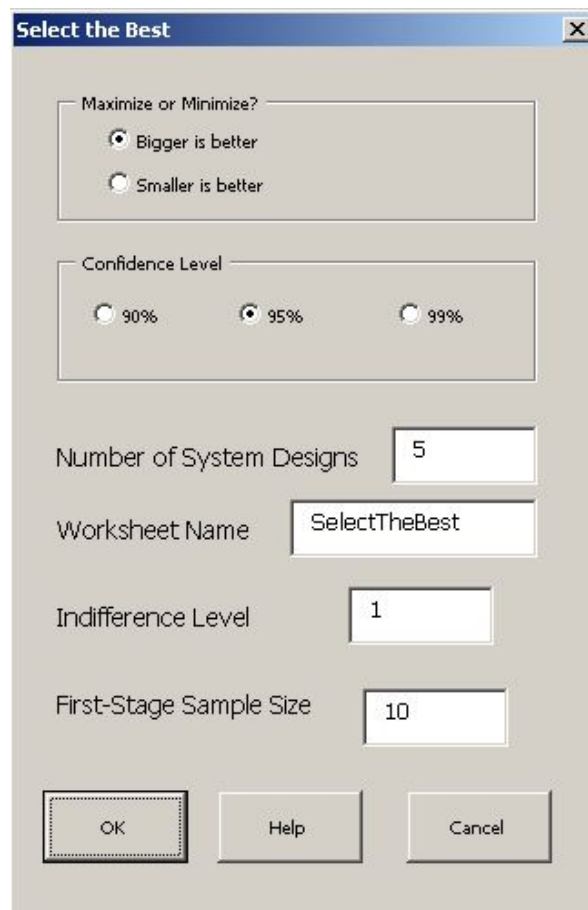 Select the Best
Maximize or Minimize?
Bigger is better
Smaller is better
Confidence Level
90% 95% 99%
Number of System Designs 5
Worksheet Name SelectTheBest
Indifference Level 1
First-Stage Sample Size 10
OK Help Cancel